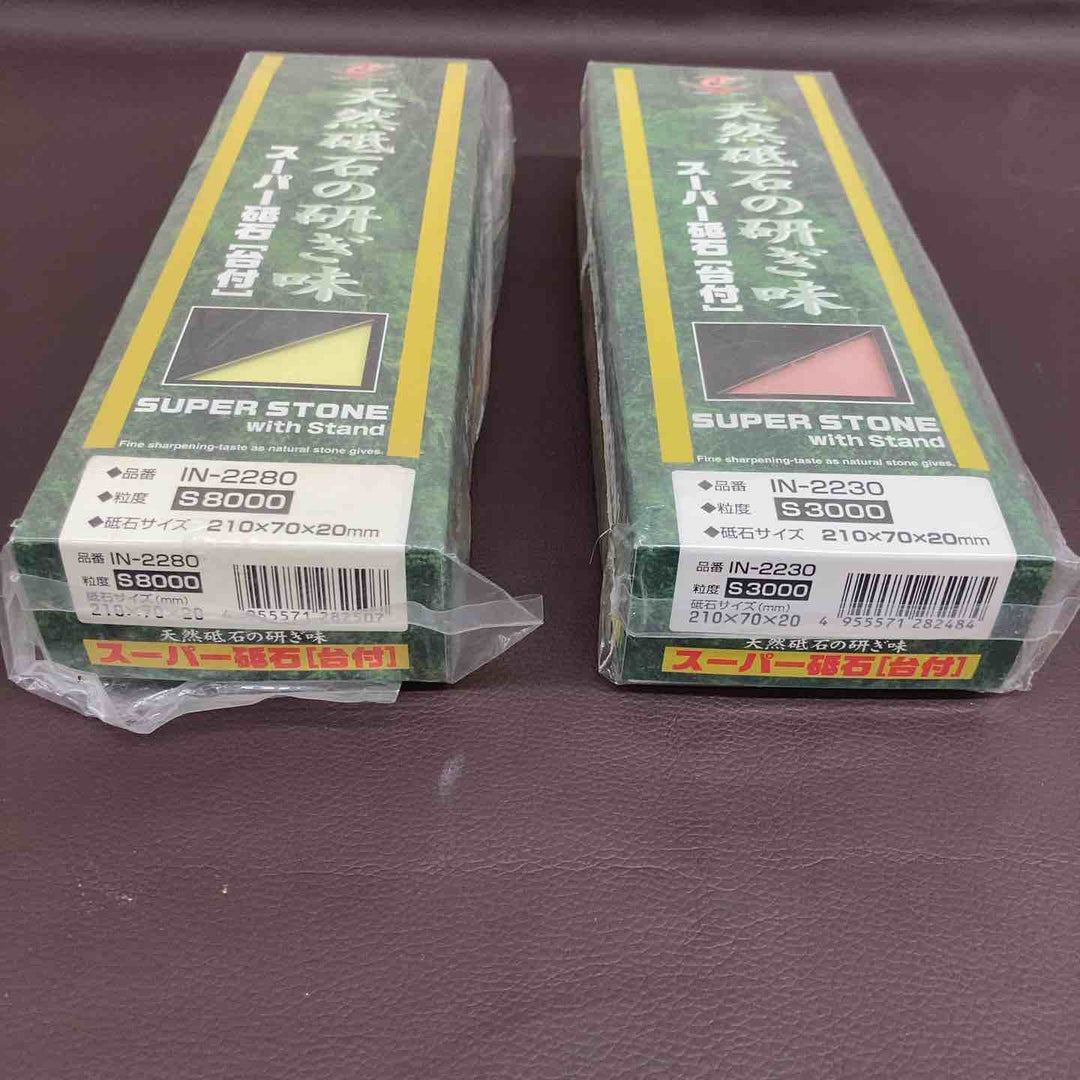 天然砥石の研ぎ味
スーパー砥石[台付]
SUPER STONE
with Stand
Fine sharpening-taste as natural stone gives.
◆品番 IN-2280
◆粒度 S8000
◆砥石サイズ 210×70×20mm
品番 IN-2280
粒度 S8000
砥石サイズ(mm)
210×70×20
4 955571 282507
天然砥石の研ぎ味
スーパー砥石[台付]
天然砥石の研ぎ味
スーパー砥石[台付]
SUPER STONE
with Stand
Fine sharpening-taste as natural stone gives.
◆品番 IN-2230
◆粒度 S3000
◆砥石サイズ 210×70×20mm
品番 IN-2230
粒度 S3000
砥石サイズ(mm)
210×70×20
4 955571 282484
天然砥石の研ぎ味
スーパー砥石[台付]